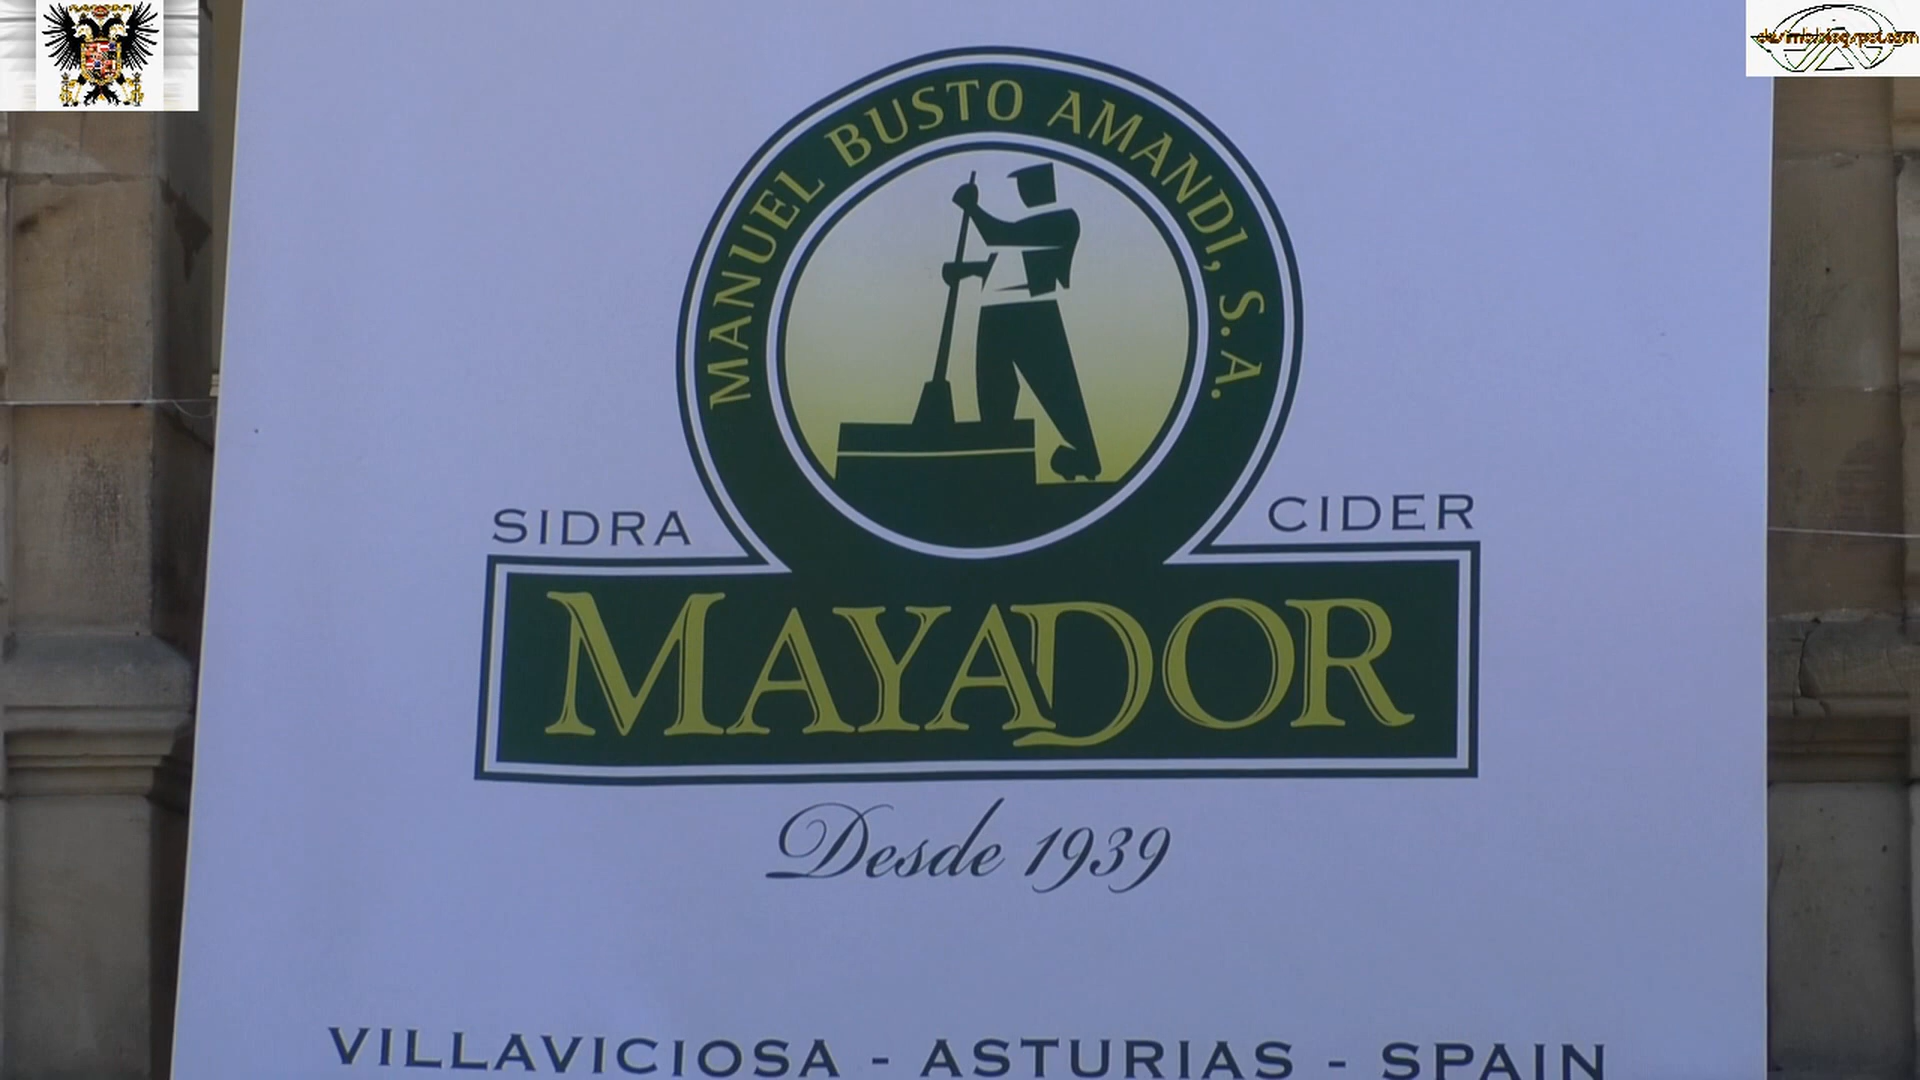 MANUEL BUSTO AMANDI, S.A.
SIDRA
CIDER
MAYADOR
Desde 1939
VILLAVICIOSA - ASTURIAS - SPAIN